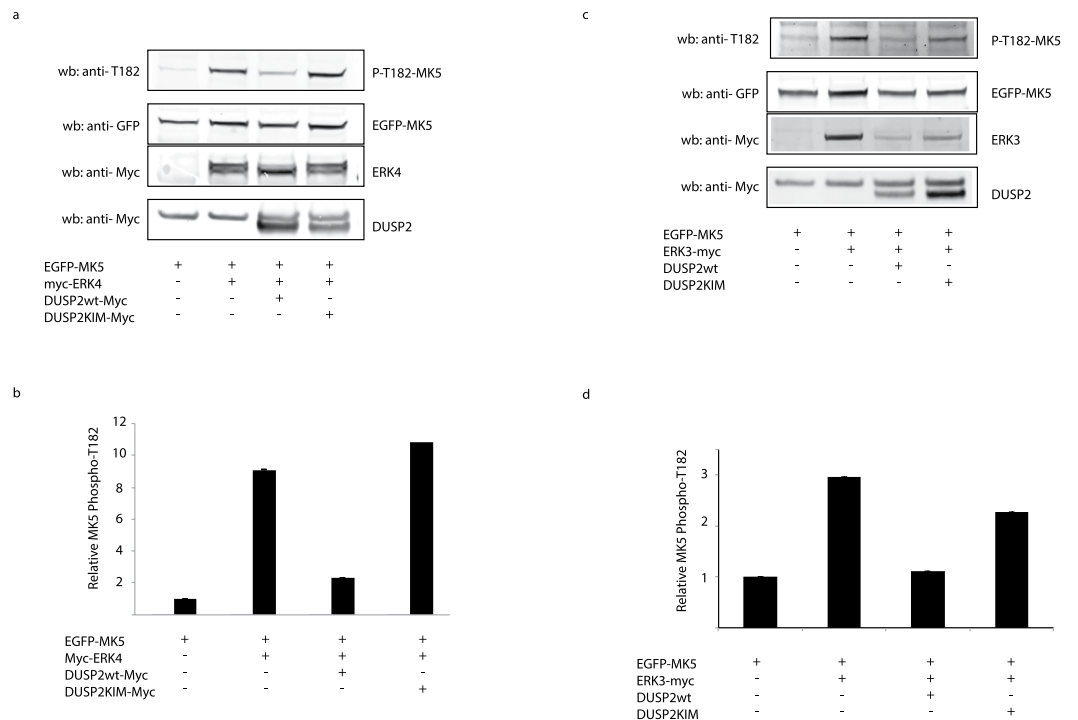 a
wb: anti- T182 P-T182-MK5
wb: anti- GFP EGFP-MK5
wb: anti- Myc ERK4
wb: anti- Myc DUSP2
EGFP-MK5 + + + +
myc-ERK4 - + + +
DUSP2wt-Myc - - + -
DUSP2KIM-Myc - - - +
c
wb: anti- T182 P-T182-MK5
wb: anti- GFP EGFP-MK5
wb: anti- Myc ERK3
wb: anti- Myc DUSP2
EGFP-MK5 + + + +
ERK3-myc - + + +
DUSP2wt - - + -
DUSP2KIM - - - +
b
Relative MK5 Phospho-T182
12
10
8
6
4
2
EGFP-MK5 + + + +
Myc-ERK4 - + + +
DUSP2wt-Myc - - + -
DUSP2KIM-Myc - - - +
d
Relative MK5 Phospho-T182
3
2
1
EGFP-MK5 + + + +
ERK3-myc - + + +
DUSP2wt - - + -
DUSP2KIM - - - +